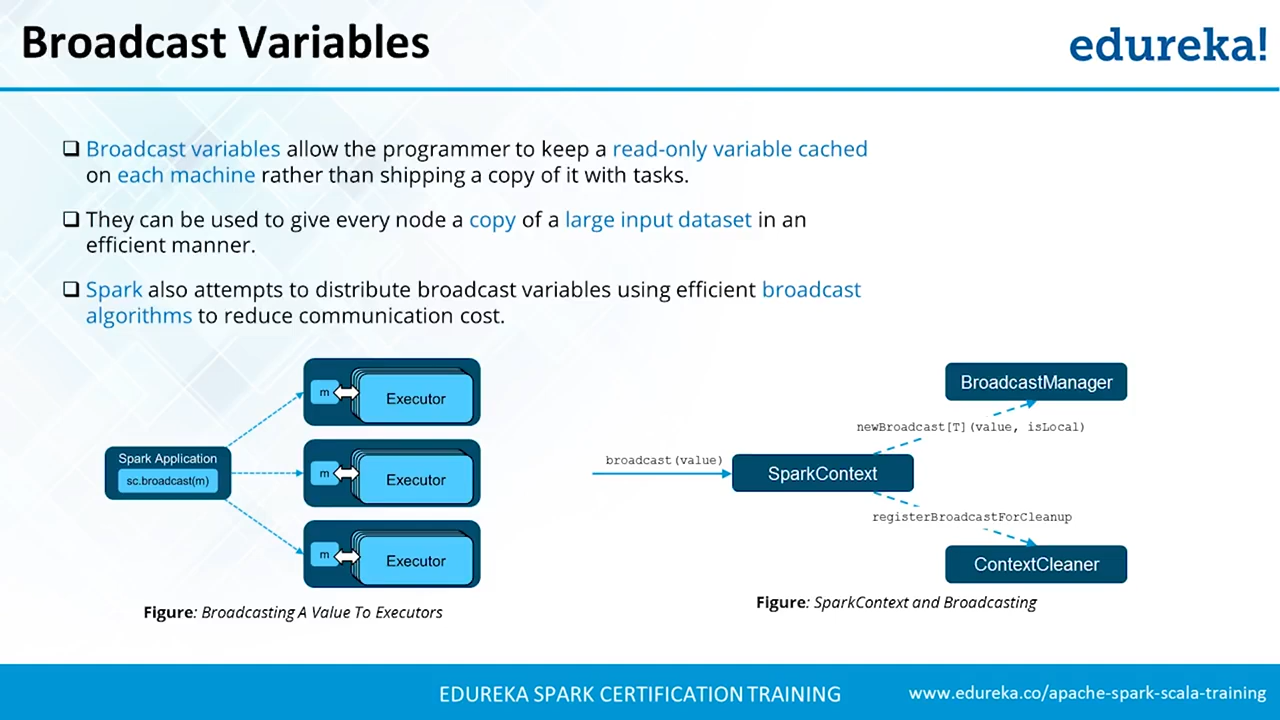 Broadcast Variables
edureka!
Broadcast variables allow the programmer to keep a read-only variable cached
on each machine rather than shipping a copy of it with tasks.
They can be used to give every node a copy of a large input dataset in an
efficient manner.
Spark also attempts to distribute broadcast variables using efficient broadcast
algorithms to reduce communication cost.
Spark Application
sc.broadcast(m)
m
Executor
m
Executor
m
Executor
Figure: Broadcasting A Value To Executors
BroadcastManager
newBroadcast[T](value, isLocal)
broadcast(value)
SparkContext
registerBroadcastForCleanup
ContextCleaner
Figure: SparkContext and Broadcasting
EDUREKA SPARK CERTIFICATION TRAINING
www.edureka.co/apache-spark-scala-training